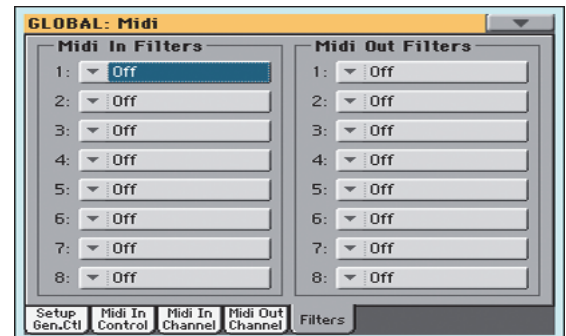 GLOBAL: Midi
Midi In Filters
1: Off
2: Off
3: Off
4: Off
5: Off
6: Off
7: Off
8: Off
Midi Out Filters
1: Off
2: Off
3: Off
4: Off
5: Off
6: Off
7: Off
8: Off
Setup Gen.Ctl
Midi In Control
Midi In Channel
Midi Out Channel
Filters